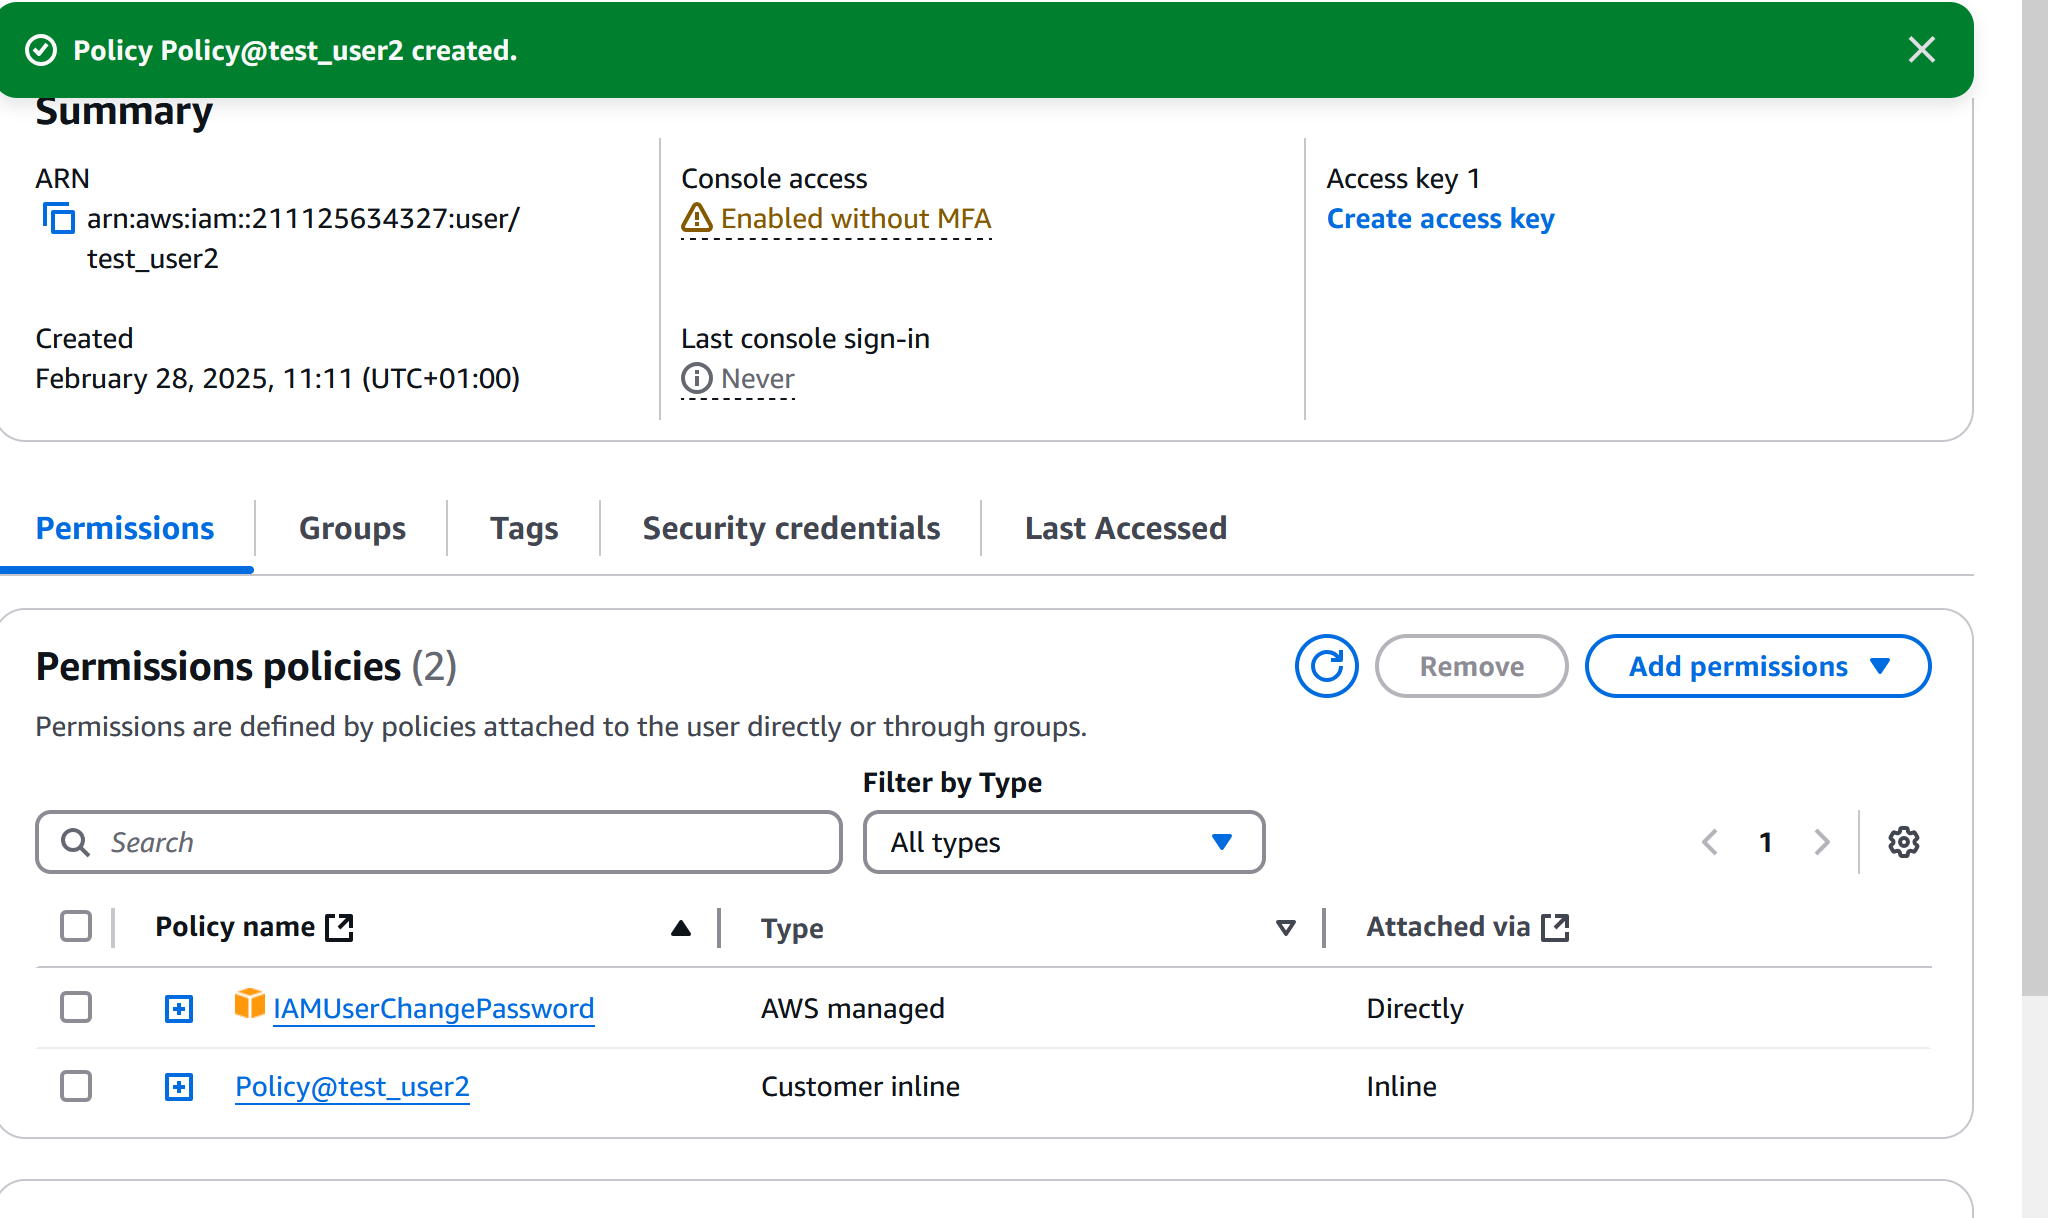 Policy Policy@test_user2 created.
Summary
ARN
arn:aws:iam::211125634327:user/
test_user2
Created
February 28, 2025, 11:11 (UTC+01:00)
Console access
Enabled without MFA
Last console sign-in
Never
Access key 1
Create access key
Permissions
Groups
Tags
Security credentials
Last Accessed
Permissions policies (2)
Remove
Add permissions
Permissions are defined by policies attached to the user directly or through groups.
Filter by Type
Search
All types
1
Policy name
Type
Attached via
IAMUserChangePassword
AWS managed
Directly
Policy@test_user2
Customer inline
Inline